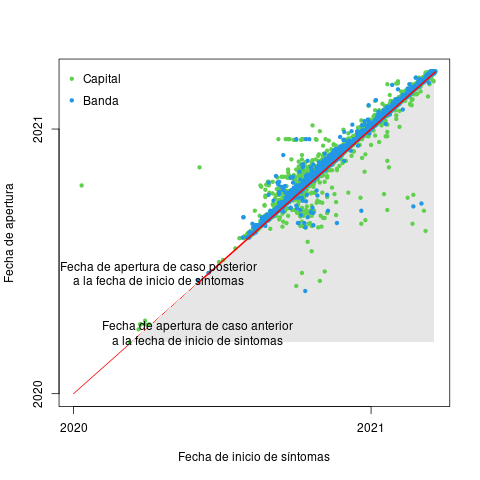 Capital
Banda
2021
Fecha de apertura
Fecha de apertura de caso posterior
a la fecha de inicio de síntomas
Fecha de apertura de caso anterior
a la fecha de inicio de sintomas
2020
2020
2021
Fecha de inicio de síntomas